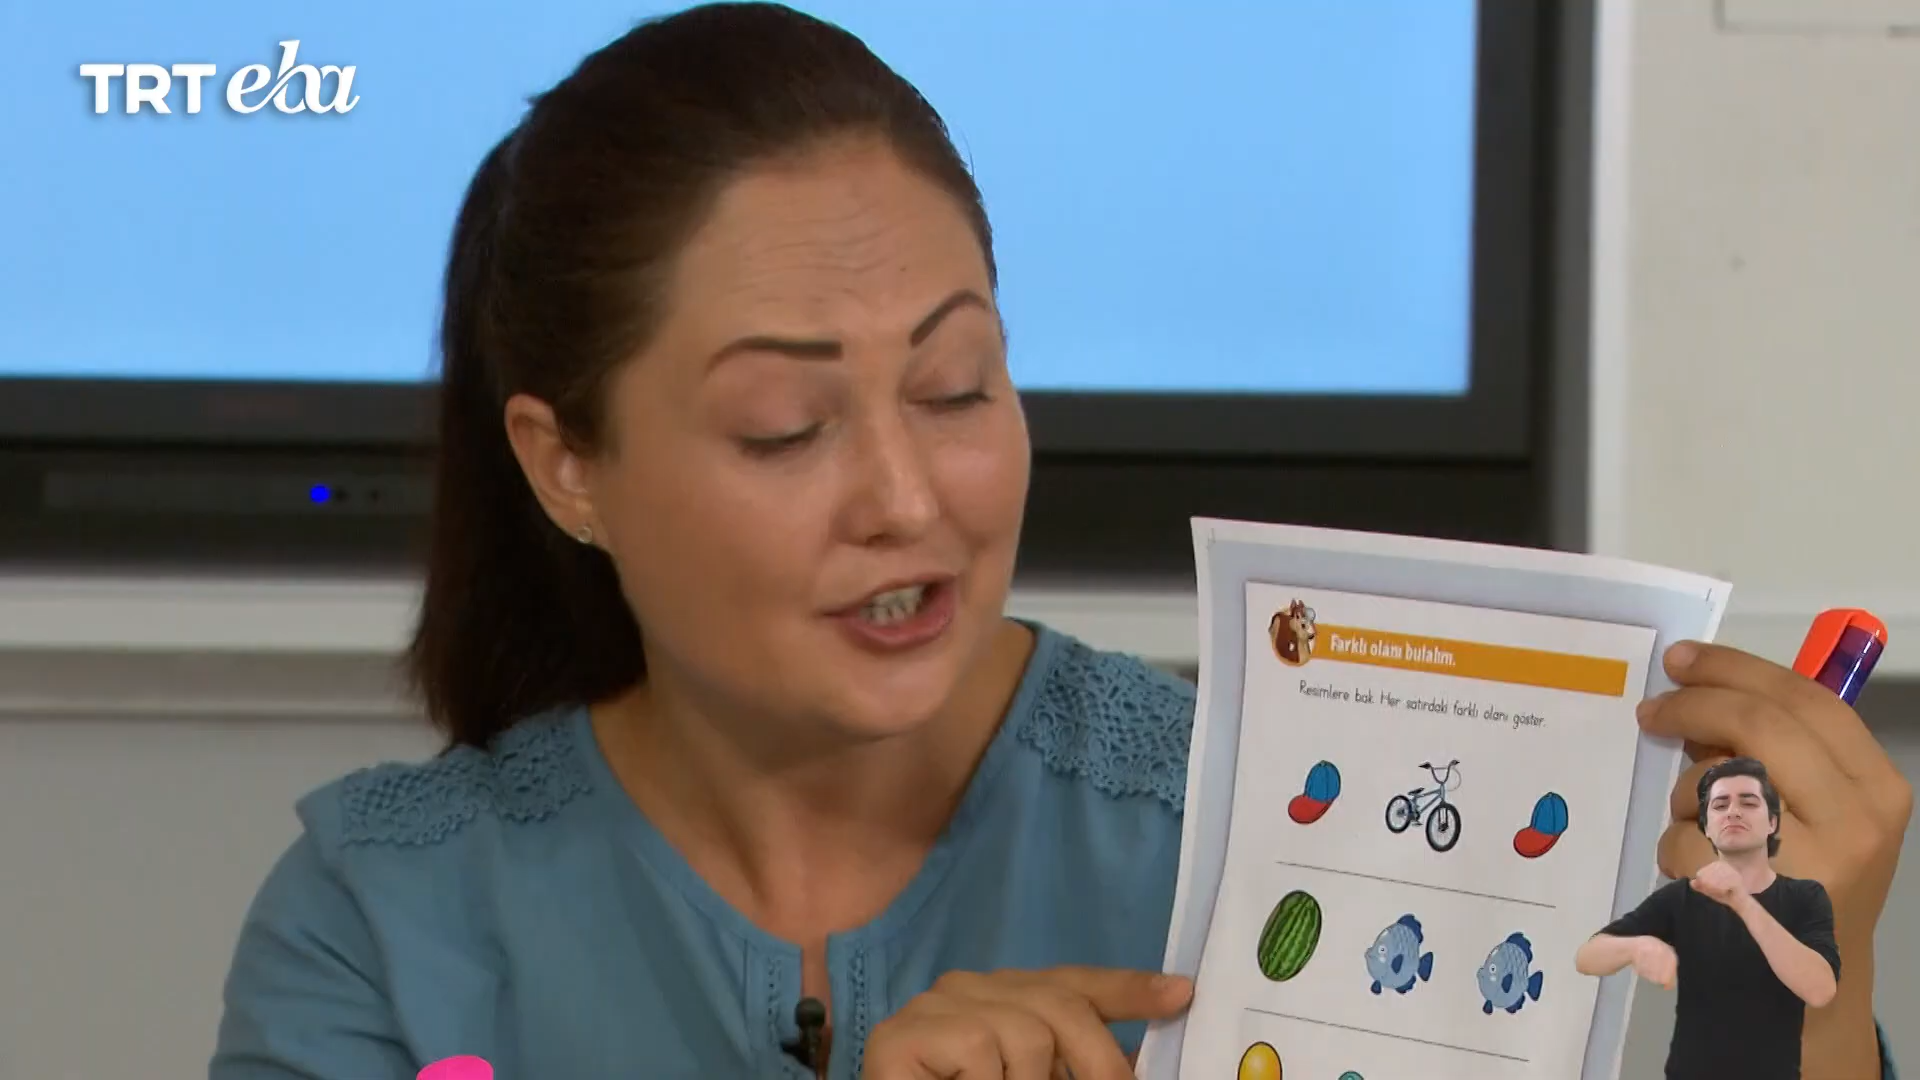 TRT eba
Farklı olanı bulalım.
Resimlere bak. Her satırdaki farklı olanı göster.